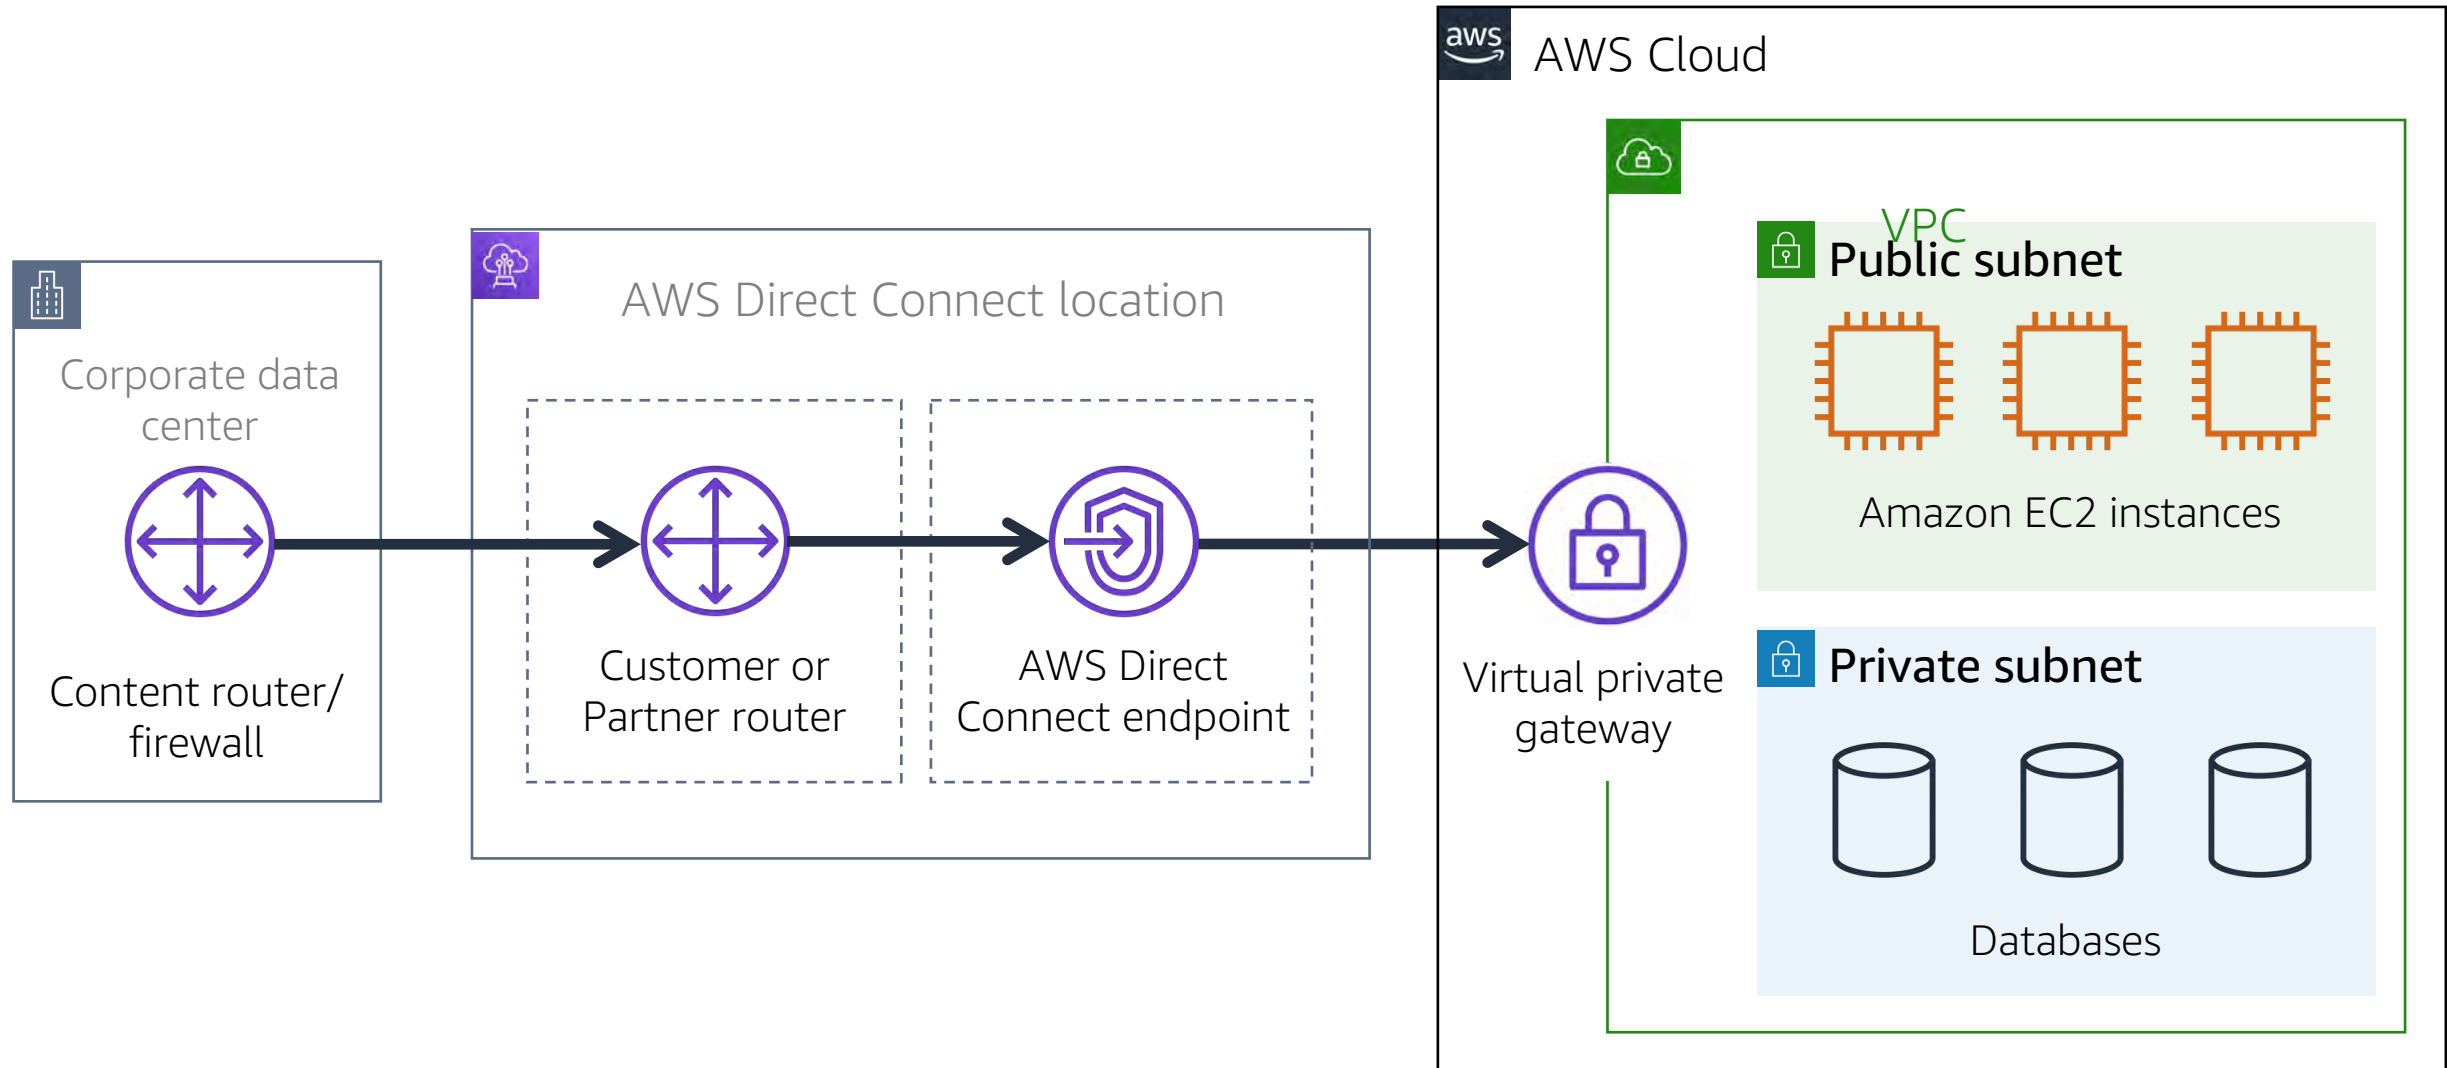 aws
AWS Cloud
VPC
Public subnet
Amazon EC2 instances
Private subnet
Databases
Virtual private
gateway
AWS Direct Connect location
Customer or
Partner router
AWS Direct
Connect endpoint
Corporate data
center
Content router/
firewall